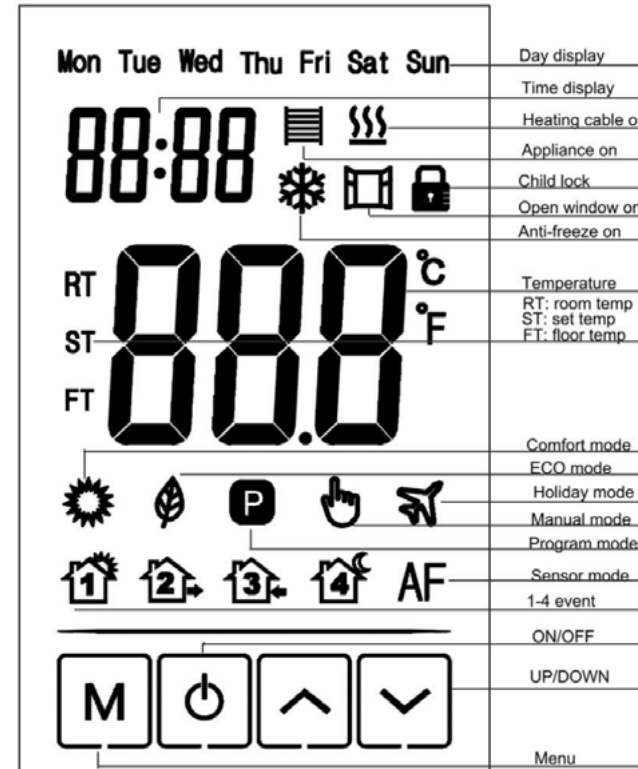 Mon Tue Wed Thu Fri Sat Sun
Day display
88:88
Time display
Heating cable o
Appliance on
Child lock
Open window on
Anti-freeze on
RT
ST
FT
888.8
°C
°F
Temperature
RT: room temp
ST: set temp
FT: floor temp
Comfort mode
ECO mode
P
Holiday mode
Manual mode
Program mode
1 2 3 4 AF
Sensor mode
1-4 event
ON/OFF
M
UP/DOWN
Menu